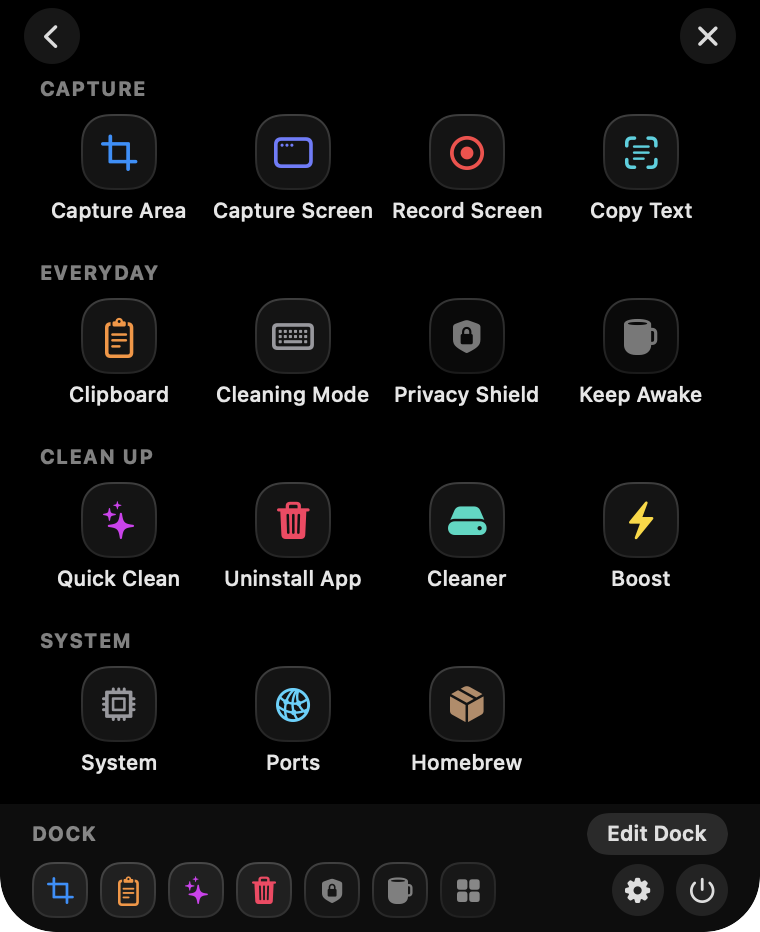 CAPTURE
Capture Area Capture Screen Record Screen Copy Text
EVERYDAY
Clipboard Cleaning Mode Privacy Shield Keep Awake
CLEAN UP
Quick Clean Uninstall App Cleaner Boost
SYSTEM
System Ports Homebrew
DOCK Edit Dock